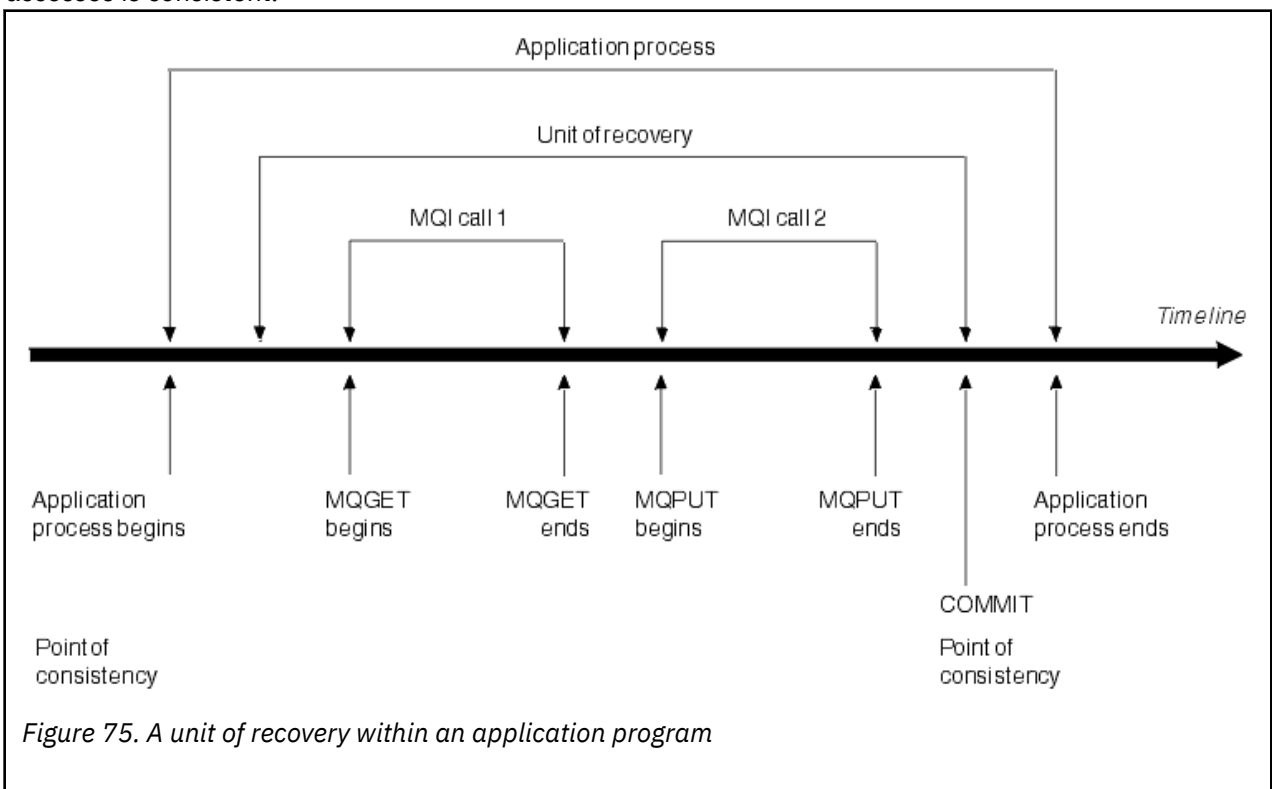 Application process
Unit of recovery
MQI call 1
MQI call 2
Timeline
Application
process begins
MQGET
begins
MQGET
ends
MQPUT
begins
MQPUT
ends
Application
process ends
COMMIT
Point of
consistency
Point of
consistency
Figure 75. A unit of recovery within an application program